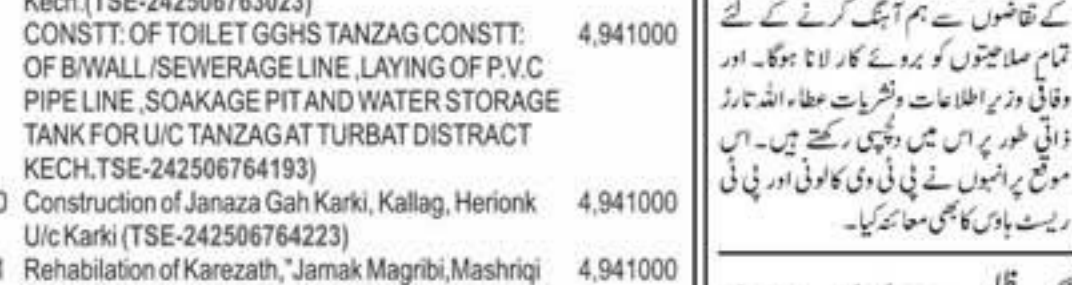 Kech.(TSE-242506763023)
CONSTT: OF TOILET GGHS TANZAG CONSTT: 4,941000
OF B/WALL /SEWERAGE LINE ,LAYING OF P.V.C
PIPE LINE ,SOAKAGE PIT AND WATER STORAGE
TANK FOR U/C TANZAG AT TURBAT DISTRACT
KECH.TSE-242506764193)
0 Construction of Janaza Gah Karki, Kallag, Herionk 4,941000
U/c Karki (TSE-242506764223)
1 Rehabilation of Karezath,"Jamak Magribi,Mashriqi 4,941000
کے تقاضوں سے ہم آہنگ کرنے کے لئے
تمام صلاحیتوں کو بروئے کار لانا ہوگا۔ اور
وفاقی وزیر اطلاعات ونشریات عطاء اللہ تارڑ
ذاتی طور پر اس میں دلچسپی رکھتے ہیں۔ اس
موقع پر انہوں نے پی ٹی وی کالونی اور پی ٹی
ریسٹ ہاؤس کا بھی معائنہ کیا۔